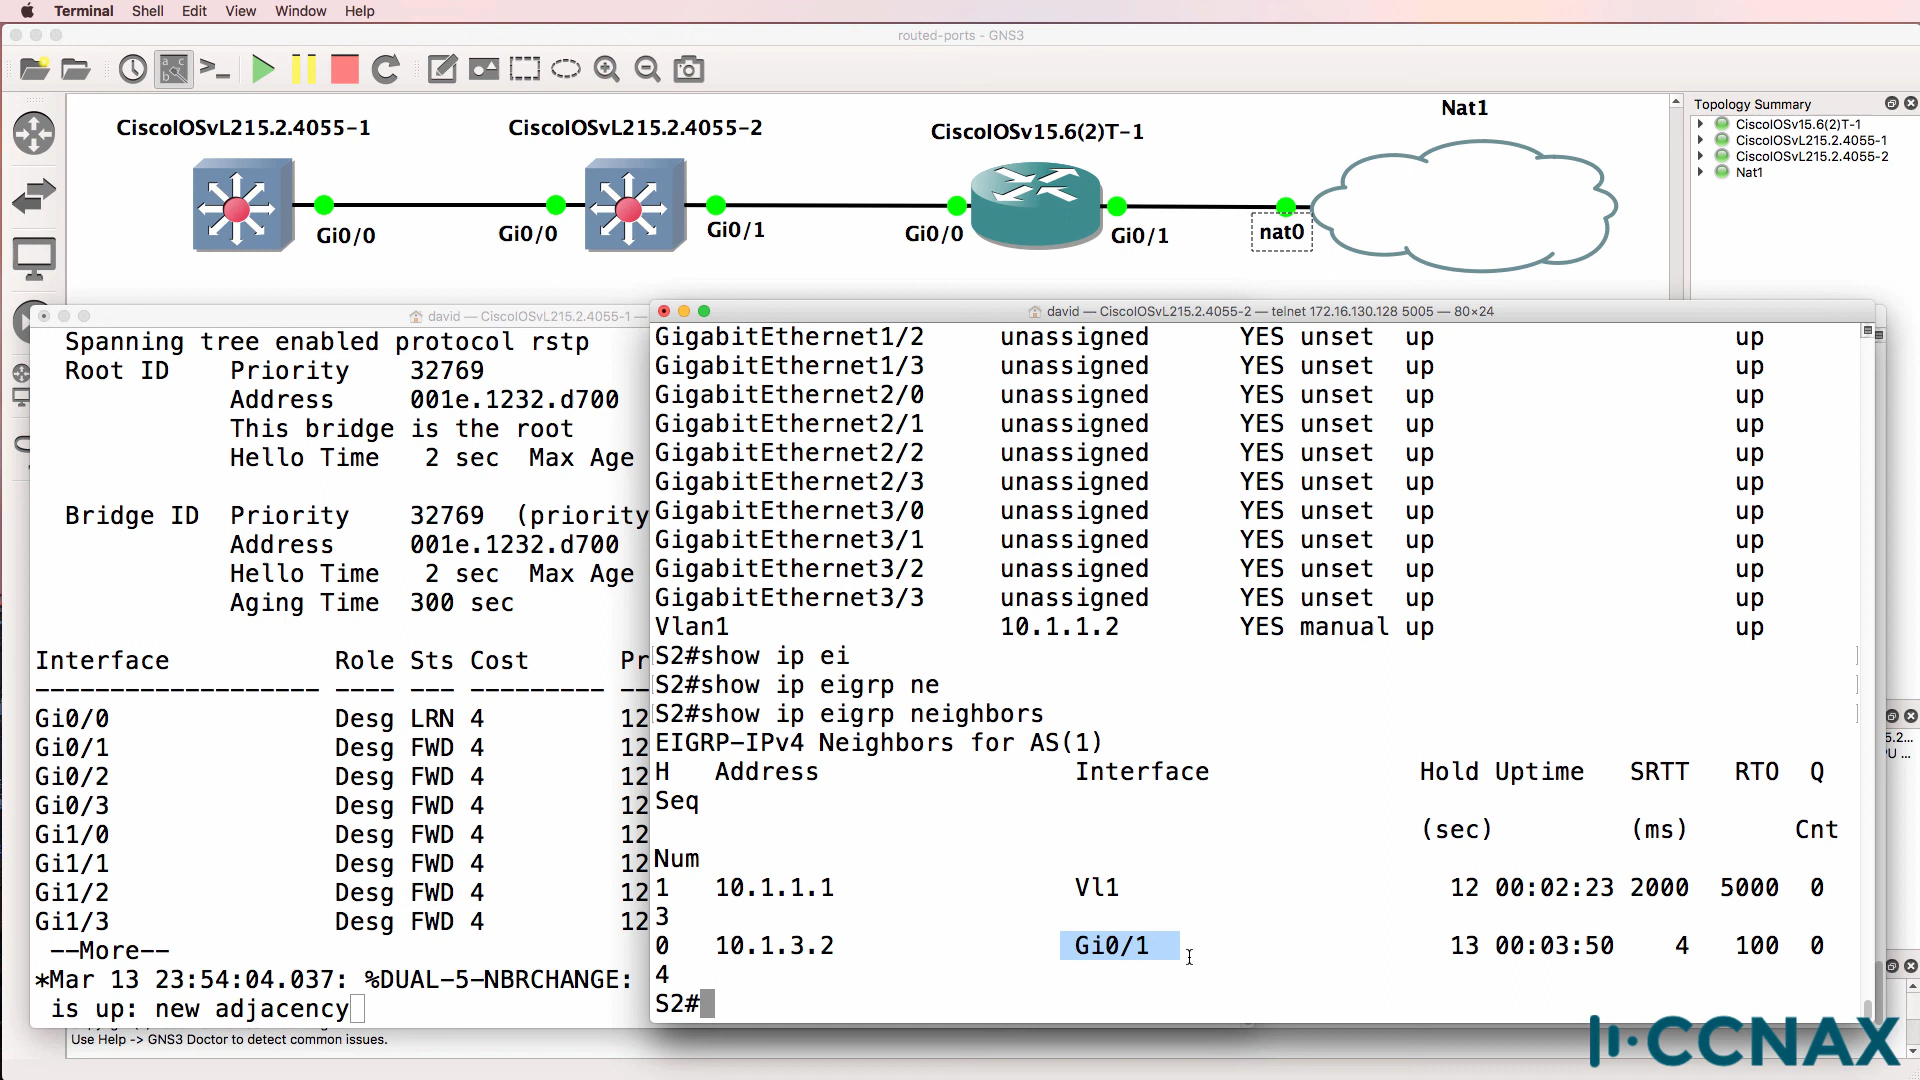 Terminal Shell Edit View Window Help
routed-ports - GNS3
CiscoIOSvL215.2.4055-1
CiscoIOSvL215.2.4055-2
CiscoIOSv15.6(2)T-1
Nat1
Gi0/0
Gi0/0
Gi0/1
Gi0/0
Gi0/1
nat0
Topology Summary
CiscoIOSv15.6(2)T-1
CiscoIOSvL215.2.4055-1
CiscoIOSvL215.2.4055-2
Nat1
david — CiscoIOSvL215.2.4055-1 —
Spanning tree enabled protocol rstp
Root ID Priority 32769
Address 001e.1232.d700
This bridge is the root
Hello Time 2 sec Max Age
Bridge ID Priority 32769 (priority
Address 001e.1232.d700
Hello Time 2 sec Max Age
Aging Time 300 sec
Interface Role Sts Cost Pr
------------------- ---- --- --------- --
Gi0/0 Desg LRN 4 12
Gi0/1 Desg FWD 4 12
Gi0/2 Desg FWD 4 12
Gi0/3 Desg FWD 4 12
Gi1/0 Desg FWD 4 12
Gi1/1 Desg FWD 4 12
Gi1/2 Desg FWD 4 12
Gi1/3 Desg FWD 4 12
--More--
*Mar 13 23:54:04.037: %DUAL-5-NBRCHANGE:
is up: new adjacency
david — CiscoIOSvL215.2.4055-2 — telnet 172.16.130.128 5005 — 80×24
GigabitEthernet1/2 unassigned YES unset up up
GigabitEthernet1/3 unassigned YES unset up up
GigabitEthernet2/0 unassigned YES unset up up
GigabitEthernet2/1 unassigned YES unset up up
GigabitEthernet2/2 unassigned YES unset up up
GigabitEthernet2/3 unassigned YES unset up up
GigabitEthernet3/0 unassigned YES unset up up
GigabitEthernet3/1 unassigned YES unset up up
GigabitEthernet3/2 unassigned YES unset up up
GigabitEthernet3/3 unassigned YES unset up up
Vlan1 10.1.1.2 YES manual up up
S2#show ip ei
S2#show ip eigrp ne
S2#show ip eigrp neighbors
EIGRP-IPv4 Neighbors for AS(1)
H Address Interface Hold Uptime SRTT RTO Q
Seq
(sec) (ms) Cnt
Num
1 10.1.1.1 Vl1 12 00:02:23 2000 5000 0
3
0 10.1.3.2 Gi0/1 13 00:03:50 4 100 0
4
S2#
Use Help -> GNS3 Doctor to detect common issues.
CCNAX